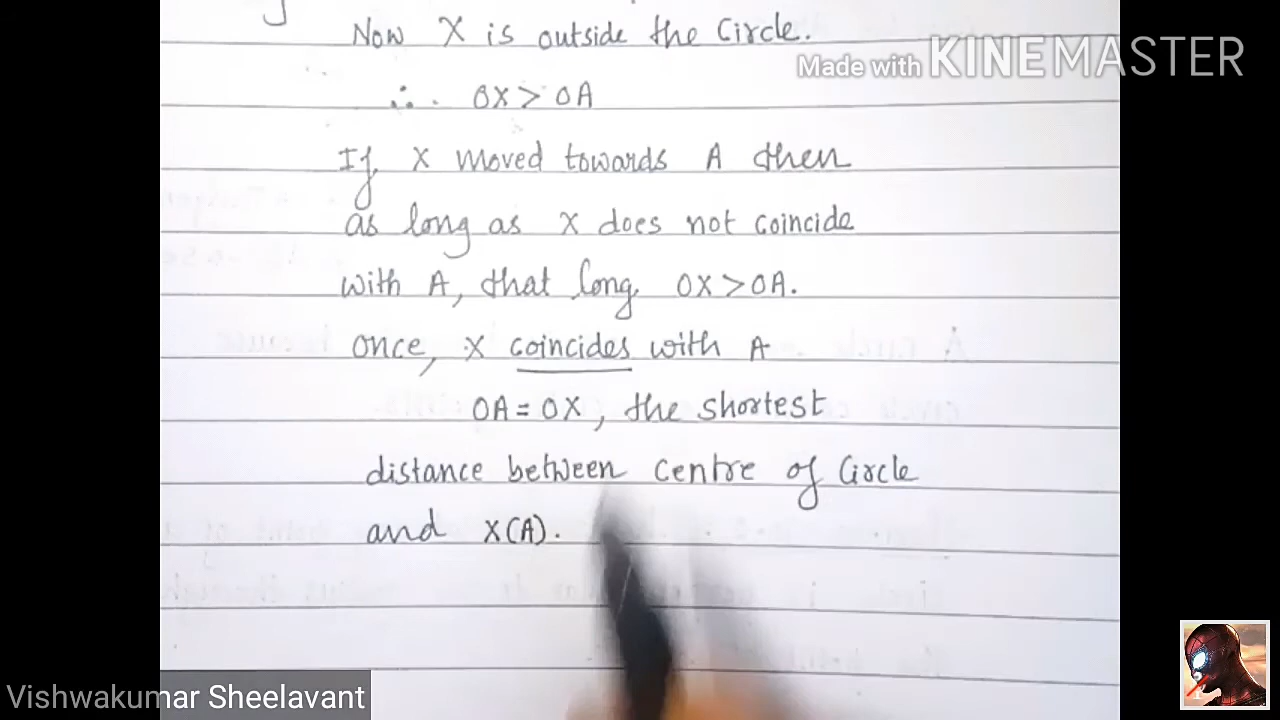 Now X is outside the Circle.
Made with KINEMASTER
∴ OX > OA
If X moved towards A then
as long as X does not coincide
with A, that long OX > OA.
once, X coincides with A
OA = OX, the shortest
distance between centre of Circle
and X(A).
Vishwakumar Sheelavant